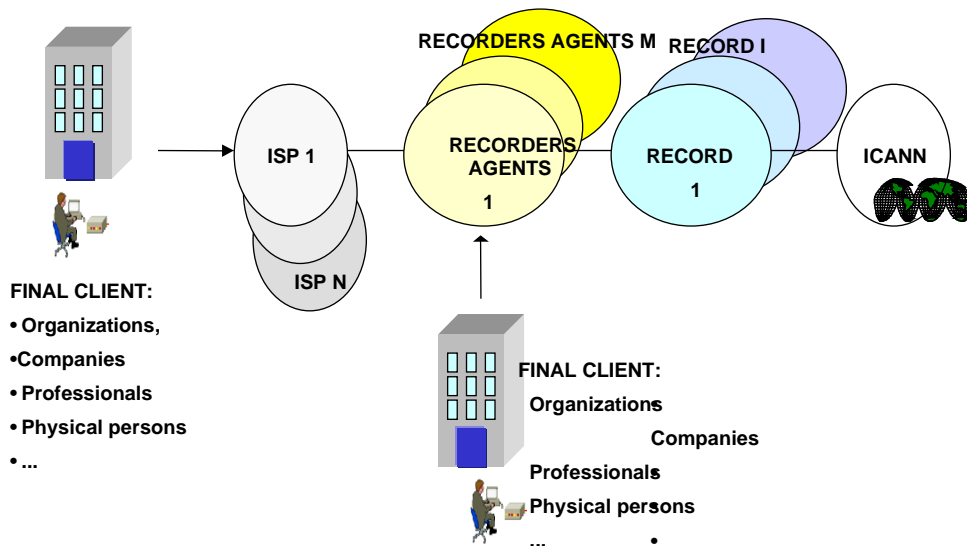 RECORDERS AGENTS M
RECORD I
ISP 1
RECORDERS
AGENTS
1
RECORD
1
ICANN
ISP N
FINAL CLIENT:
• Organizations,
•Companies
• Professionals
• Physical persons
• ...
FINAL CLIENT:
Organizations•
Companies
Professionals•
Physical persons•
... •